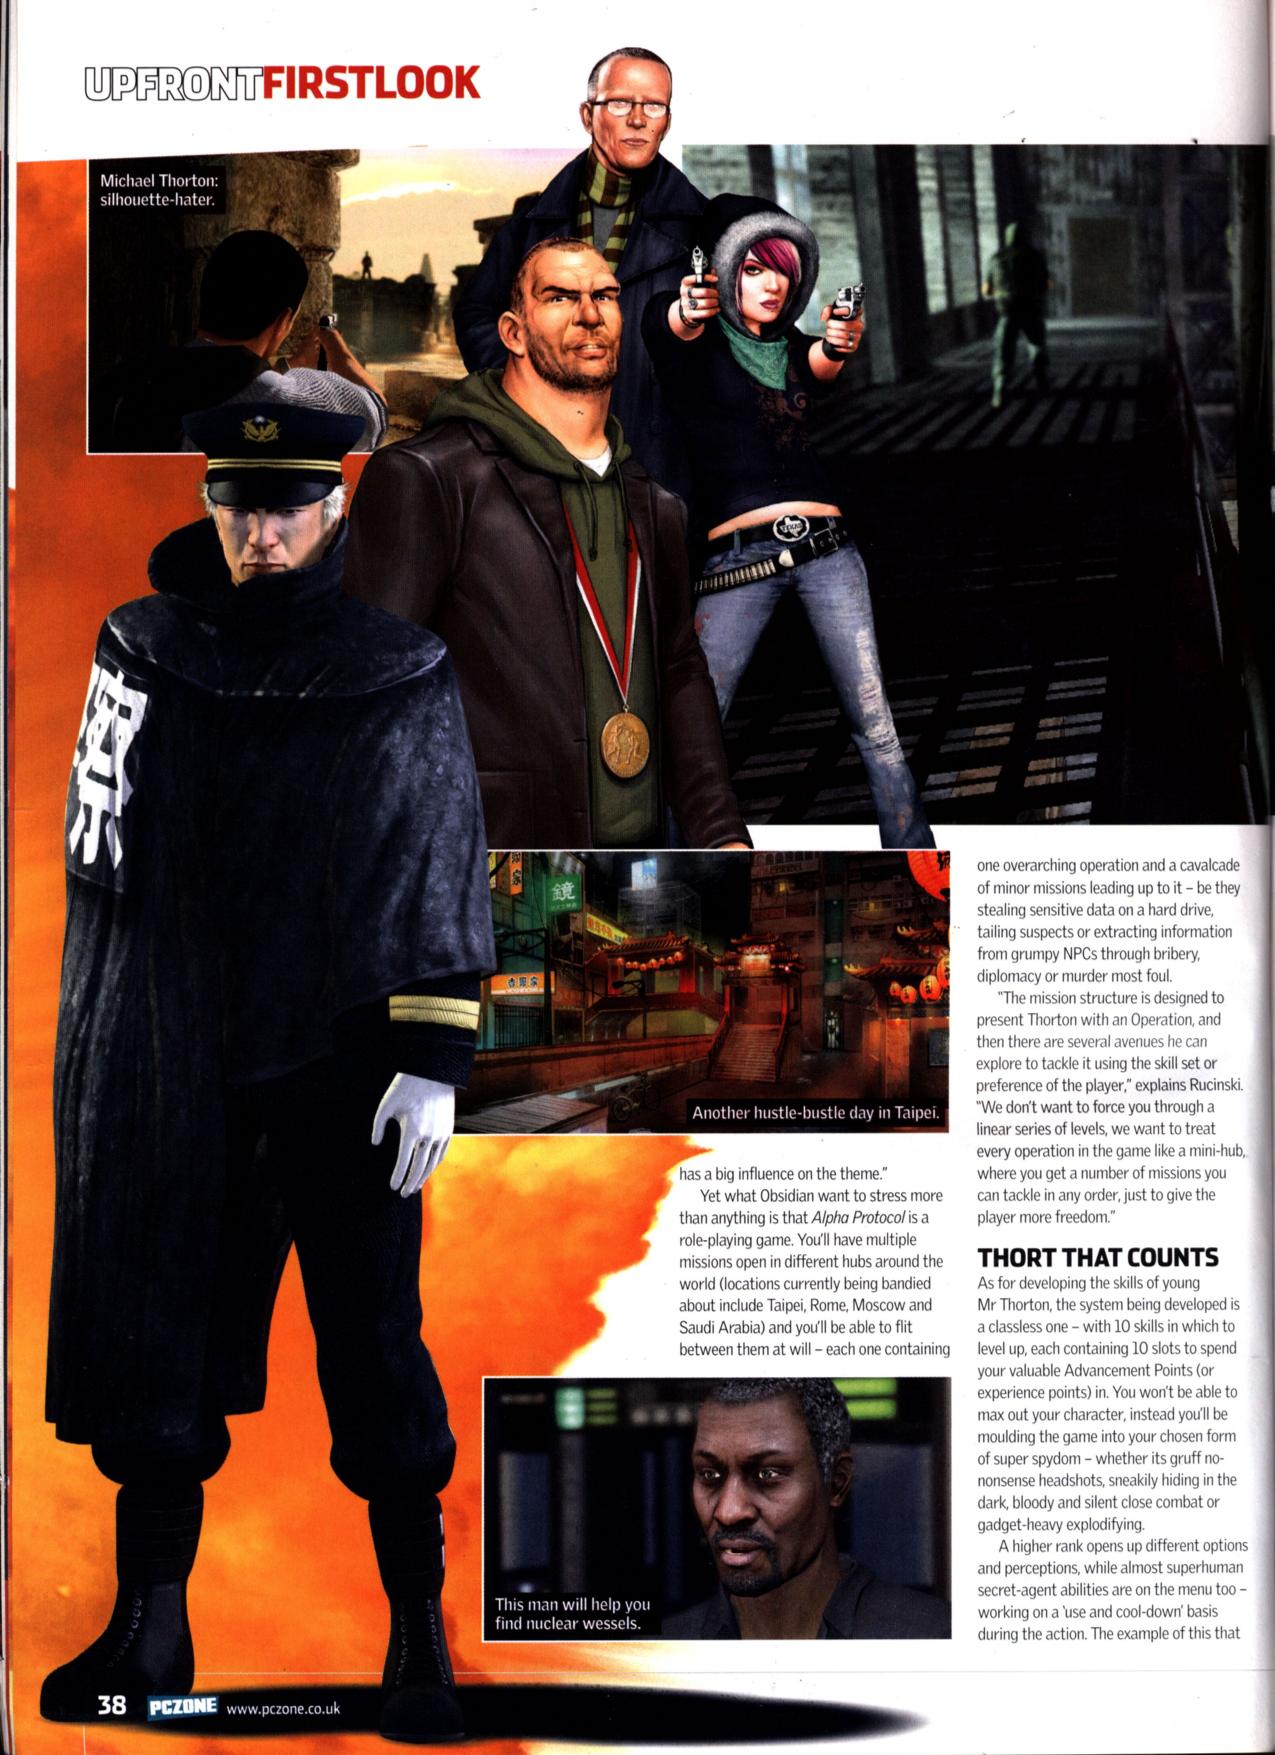 UPFRONTFIRSTLOOK
Michael Thorton:
silhouette-hater.
TEXAS
鏡
吉野家
Another hustle-bustle day in Taipei.
has a big influence on the theme."
Yet what Obsidian want to stress more
than anything is that Alpha Protocol is a
role-playing game. You'll have multiple
missions open in different hubs around the
world (locations currently being bandied
about include Taipei, Rome, Moscow and
Saudi Arabia) and you'll be able to flit
between them at will – each one containing
This man will help you
find nuclear wessels.
one overarching operation and a cavalcade
of minor missions leading up to it – be they
stealing sensitive data on a hard drive,
tailing suspects or extracting information
from grumpy NPCs through bribery,
diplomacy or murder most foul.
"The mission structure is designed to
present Thorton with an Operation, and
then there are several avenues he can
explore to tackle it using the skill set or
preference of the player," explains Rucinski.
"We don't want to force you through a
linear series of levels, we want to treat
every operation in the game like a mini-hub,
where you get a number of missions you
can tackle in any order, just to give the
player more freedom."
THORT THAT COUNTS
As for developing the skills of young
Mr Thorton, the system being developed is
a classless one – with 10 skills in which to
level up, each containing 10 slots to spend
your valuable Advancement Points (or
experience points) in. You won't be able to
max out your character, instead you'll be
moulding the game into your chosen form
of super spydom – whether its gruff no-
nonsense headshots, sneakily hiding in the
dark, bloody and silent close combat or
gadget-heavy explodifying.
A higher rank opens up different options
and perceptions, while almost superhuman
secret-agent abilities are on the menu too –
working on a 'use and cool-down' basis
during the action. The example of this that
38 PCZONE www.pczone.co.uk